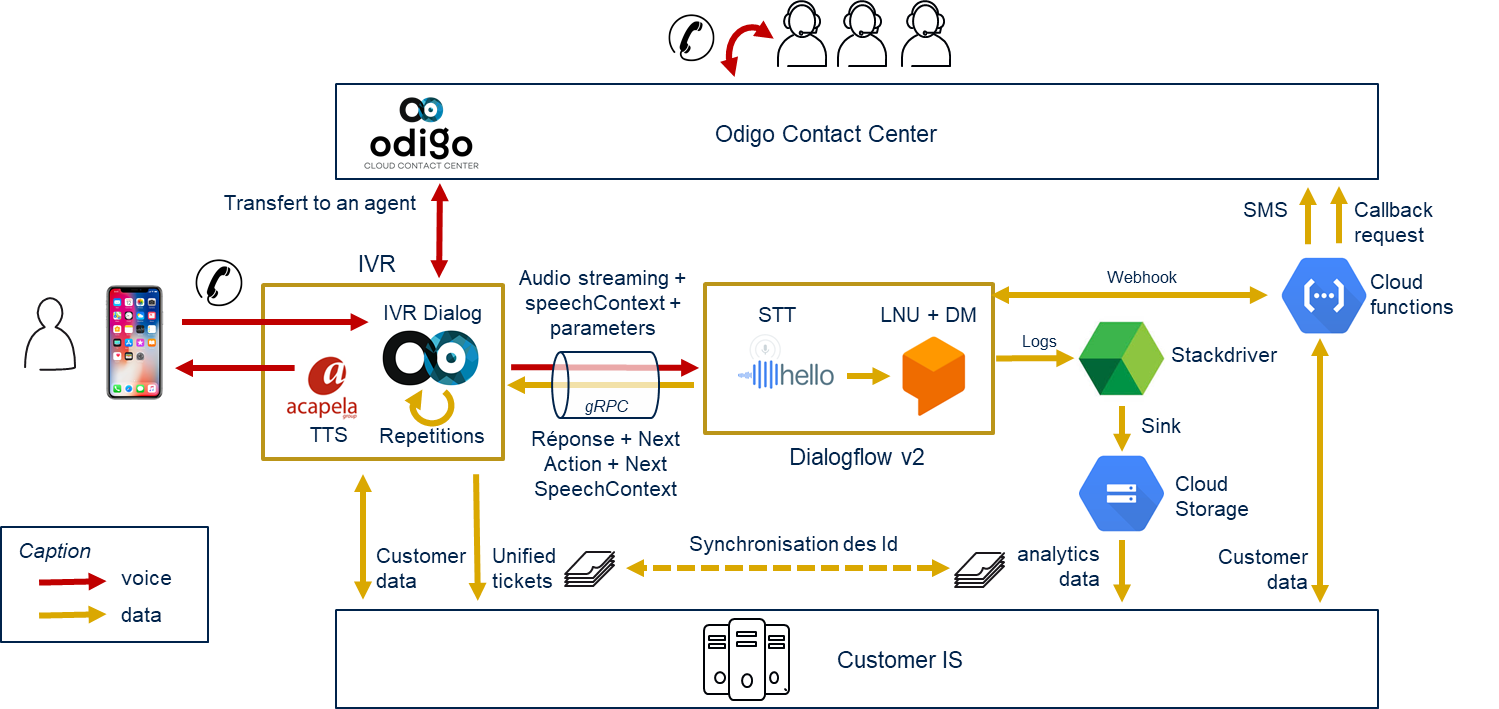 odigo
CLOUD CONTACT CENTER
Odigo Contact Center
Transfert to an agent
SMS
Callback
request
IVR
Audio streaming +
speechContext +
parameters
Webhook
Cloud
functions
IVR Dialog
STT
LNU + DM
Logs
Stackdriver
hello
a
acapela
group
TTS
Repetitions
gRPC
Sink
Réponse + Next
Action + Next
SpeechContext
Dialogflow v2
Cloud
Storage
Caption
voice
data
Customer
data
Unified
tickets
Synchronisation des Id
analytics
data
Customer
data
Customer IS